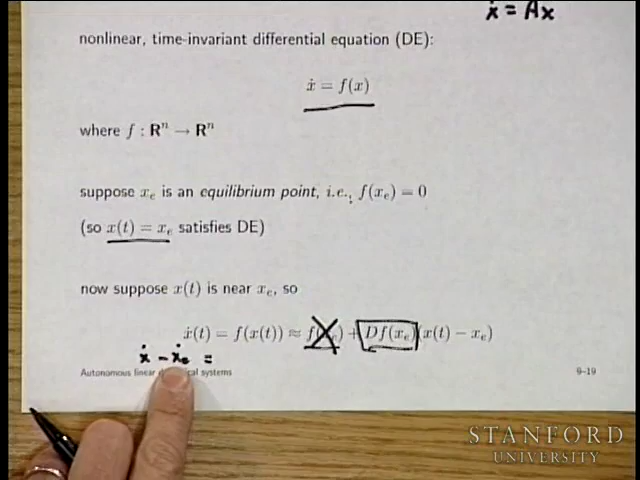 ẋ = Ax
nonlinear, time-invariant differential equation (DE):
ẋ = f(x)
where f : Rⁿ → Rⁿ
suppose xₑ is an equilibrium point, i.e., f(xₑ) = 0
(so x(t) = xₑ satisfies DE)
now suppose x(t) is near xₑ, so
ẋ(t) = f(x(t)) ≈ f(xₑ) + Df(xₑ)(x(t) − xₑ)
ẋ − ẋₑ =
Autonomous linear dynamical systems
9–19
STANFORD
UNIVERSITY